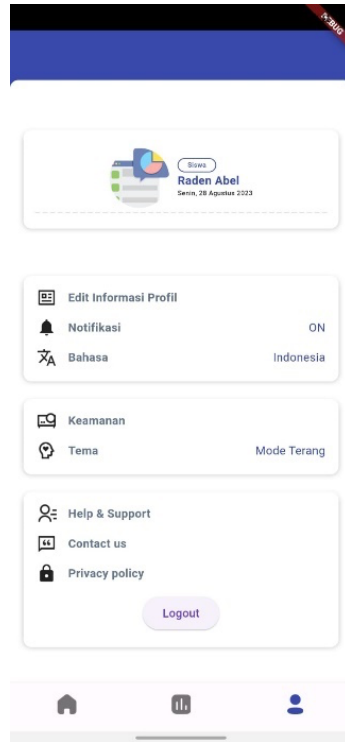 Siswa
Raden Abel
Senin, 28 Agustus 2023
Edit Informasi Profil
Notifikasi ON
Bahasa Indonesia
Keamanan
Tema Mode Terang
Help & Support
Contact us
Privacy policy
Logout